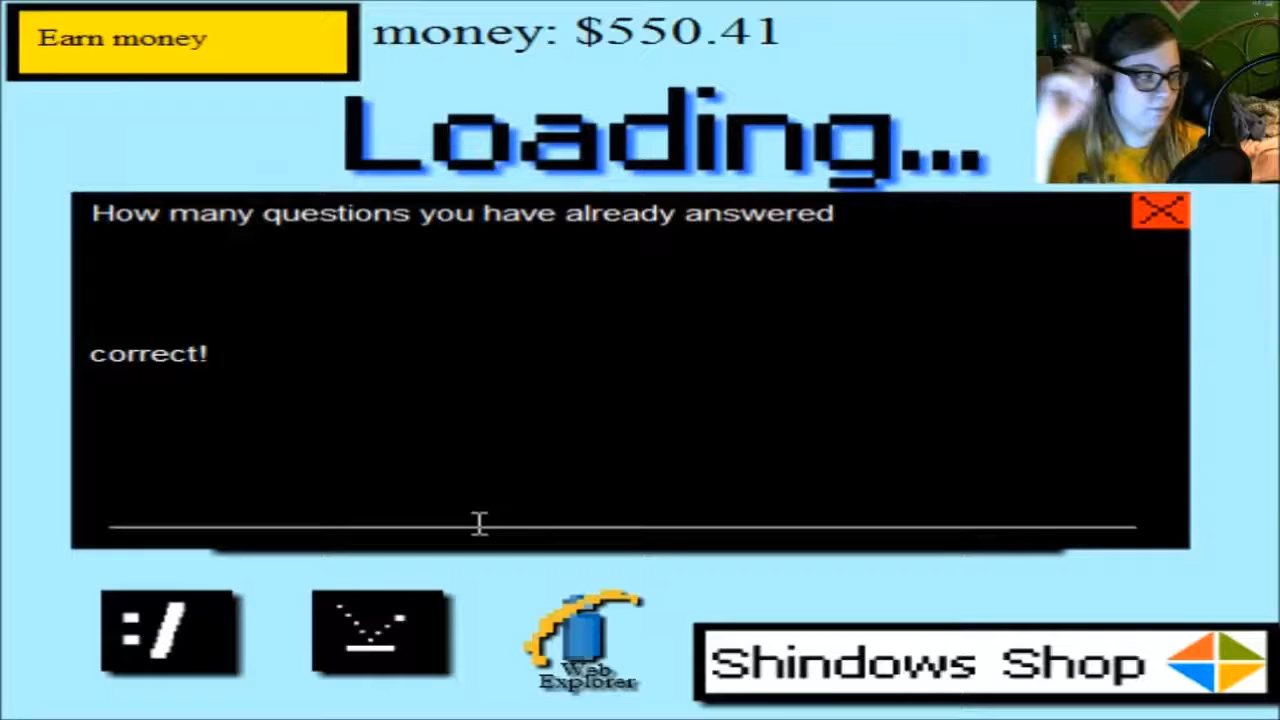 Earn money
money: $550.41
Loading...
How many questions you have already answered
correct!
:/
Web
Explorer
Shindows Shop